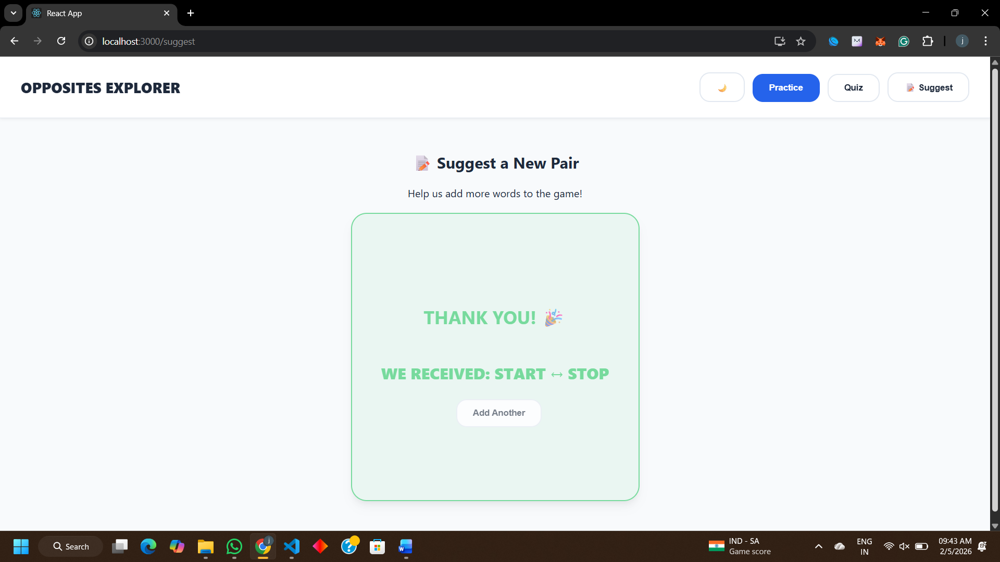 React App
localhost:3000/suggest
j
OPPOSITES EXPLORER
🌙
Practice
Quiz
📝 Suggest
📝 Suggest a New Pair
Help us add more words to the game!
THANK YOU! 🎉
WE RECEIVED: START ↔ STOP
Add Another
Search
j
IND - SA
Game score
ENG
IN
09:43 AM
2/5/2026